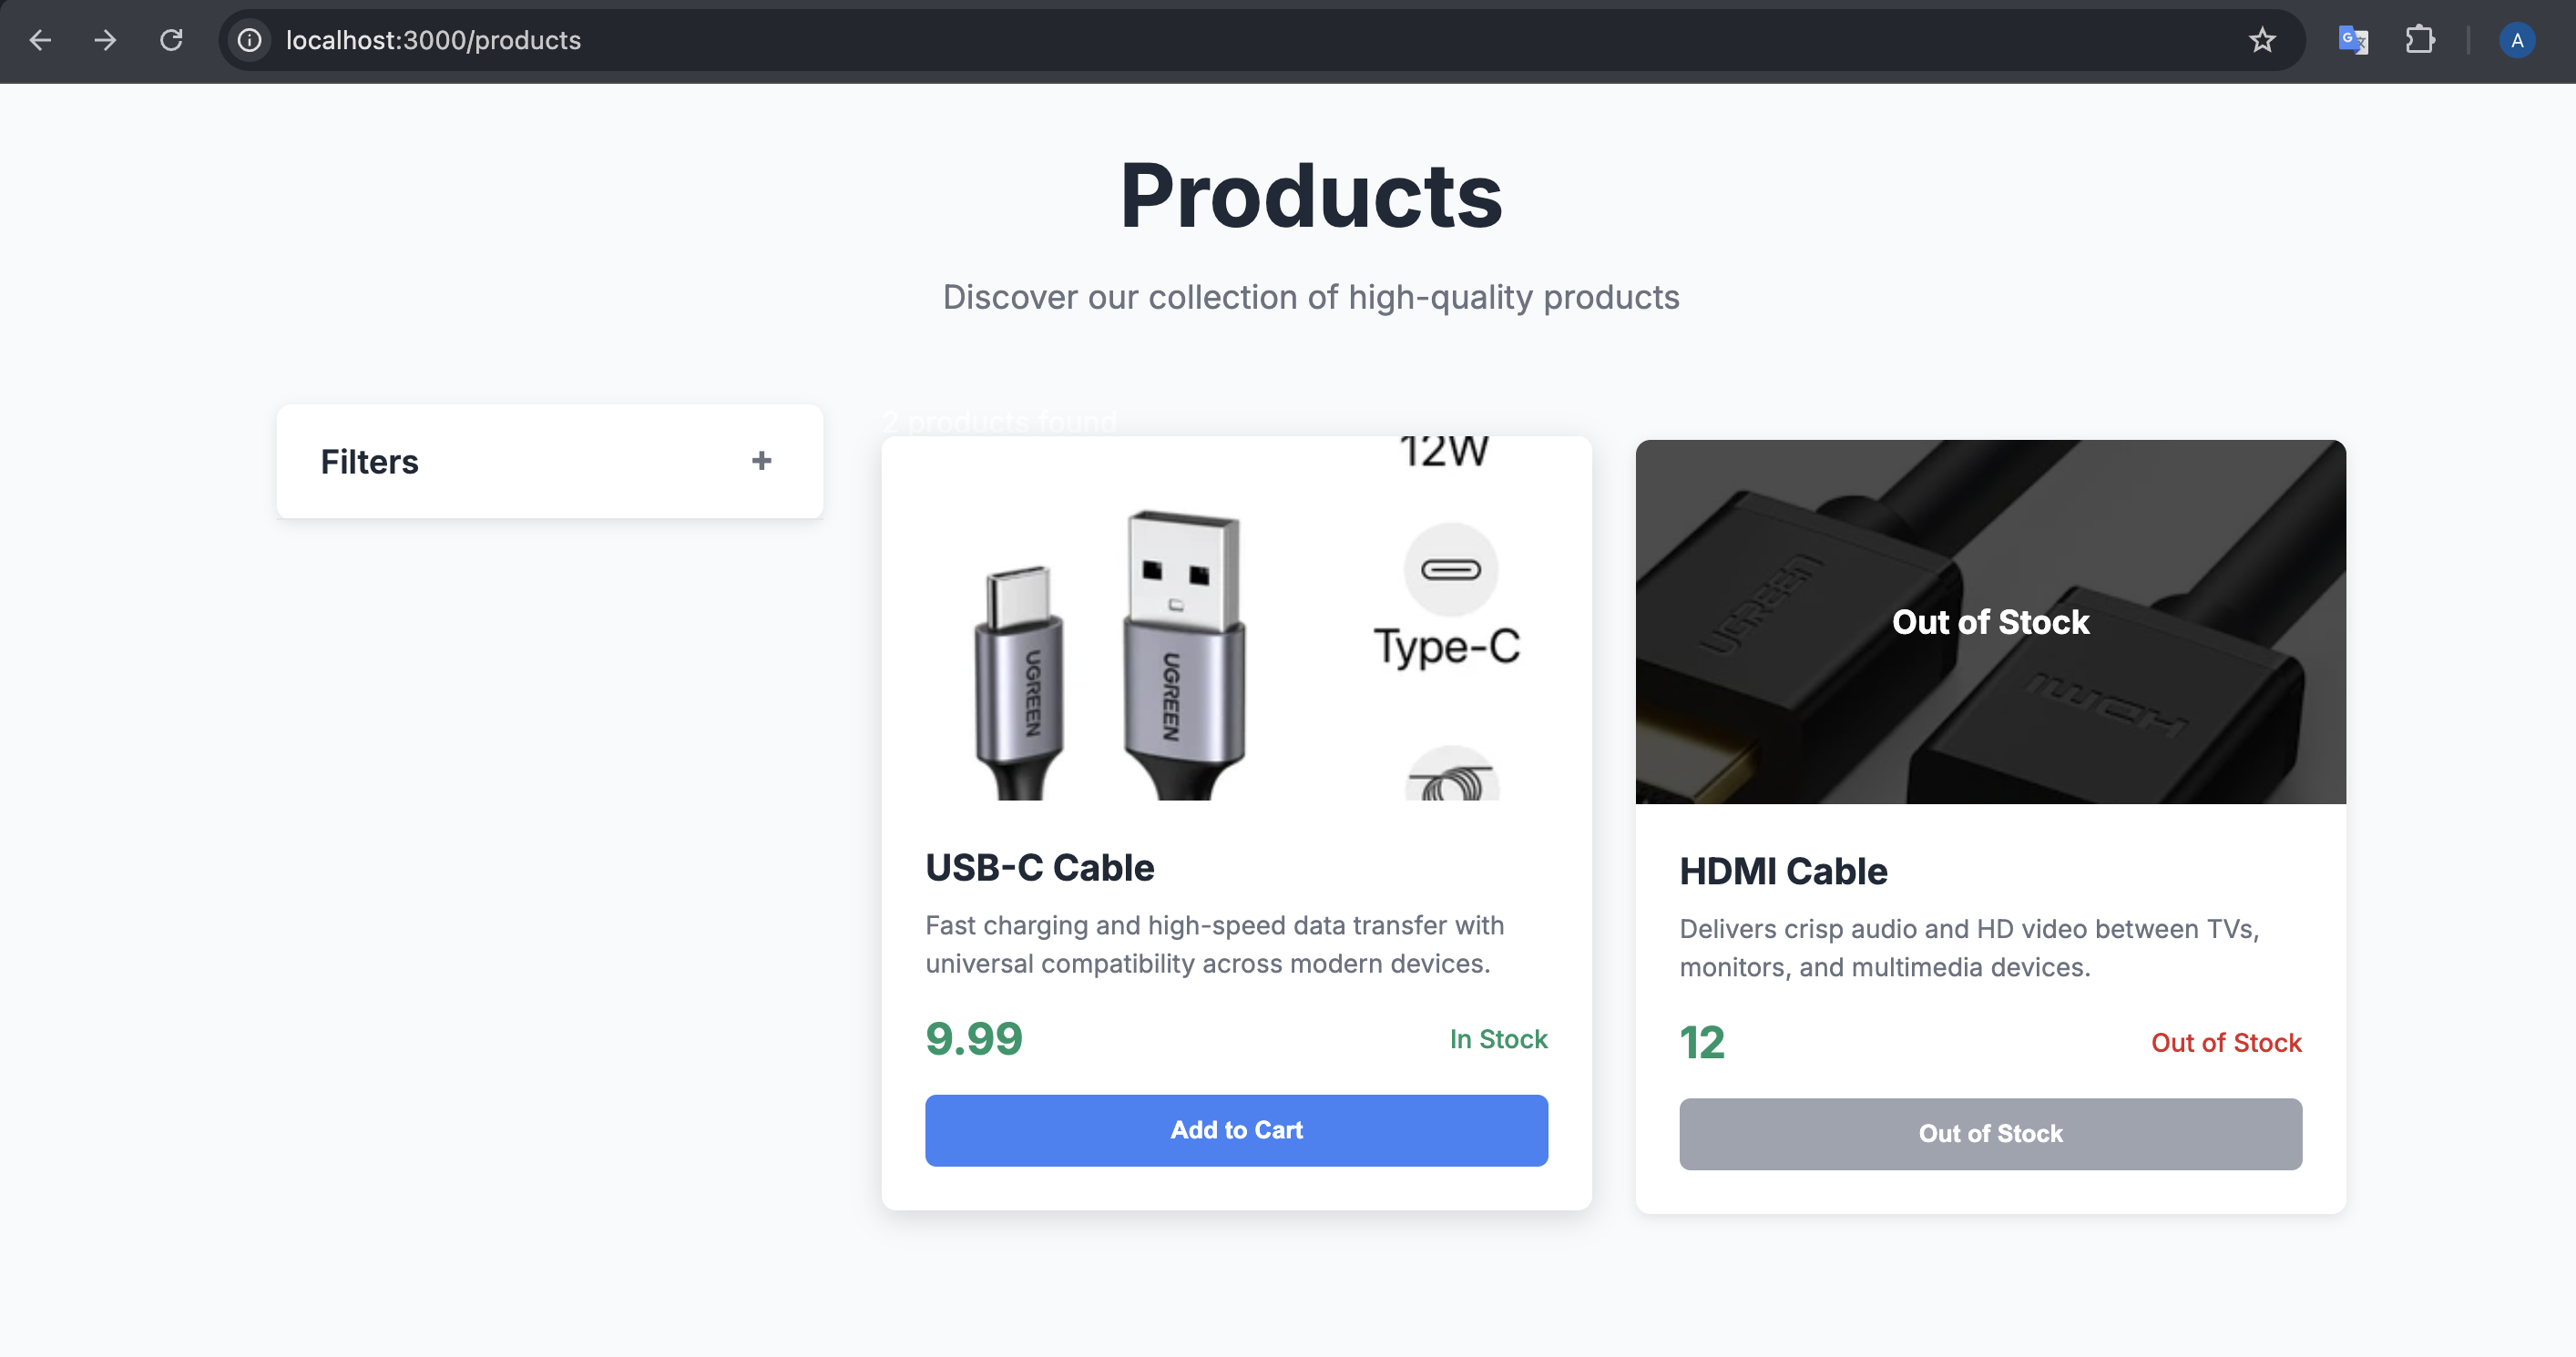 localhost:3000/products
A
Products
Discover our collection of high-quality products
Filters
+
2 products found
12W
Type-C
UGREEN
UGREEN
UGREEN
HDMI
Out of Stock
USB-C Cable
Fast charging and high-speed data transfer with
universal compatibility across modern devices.
9.99
In Stock
Add to Cart
HDMI Cable
Delivers crisp audio and HD video between TVs,
monitors, and multimedia devices.
12
Out of Stock
Out of Stock